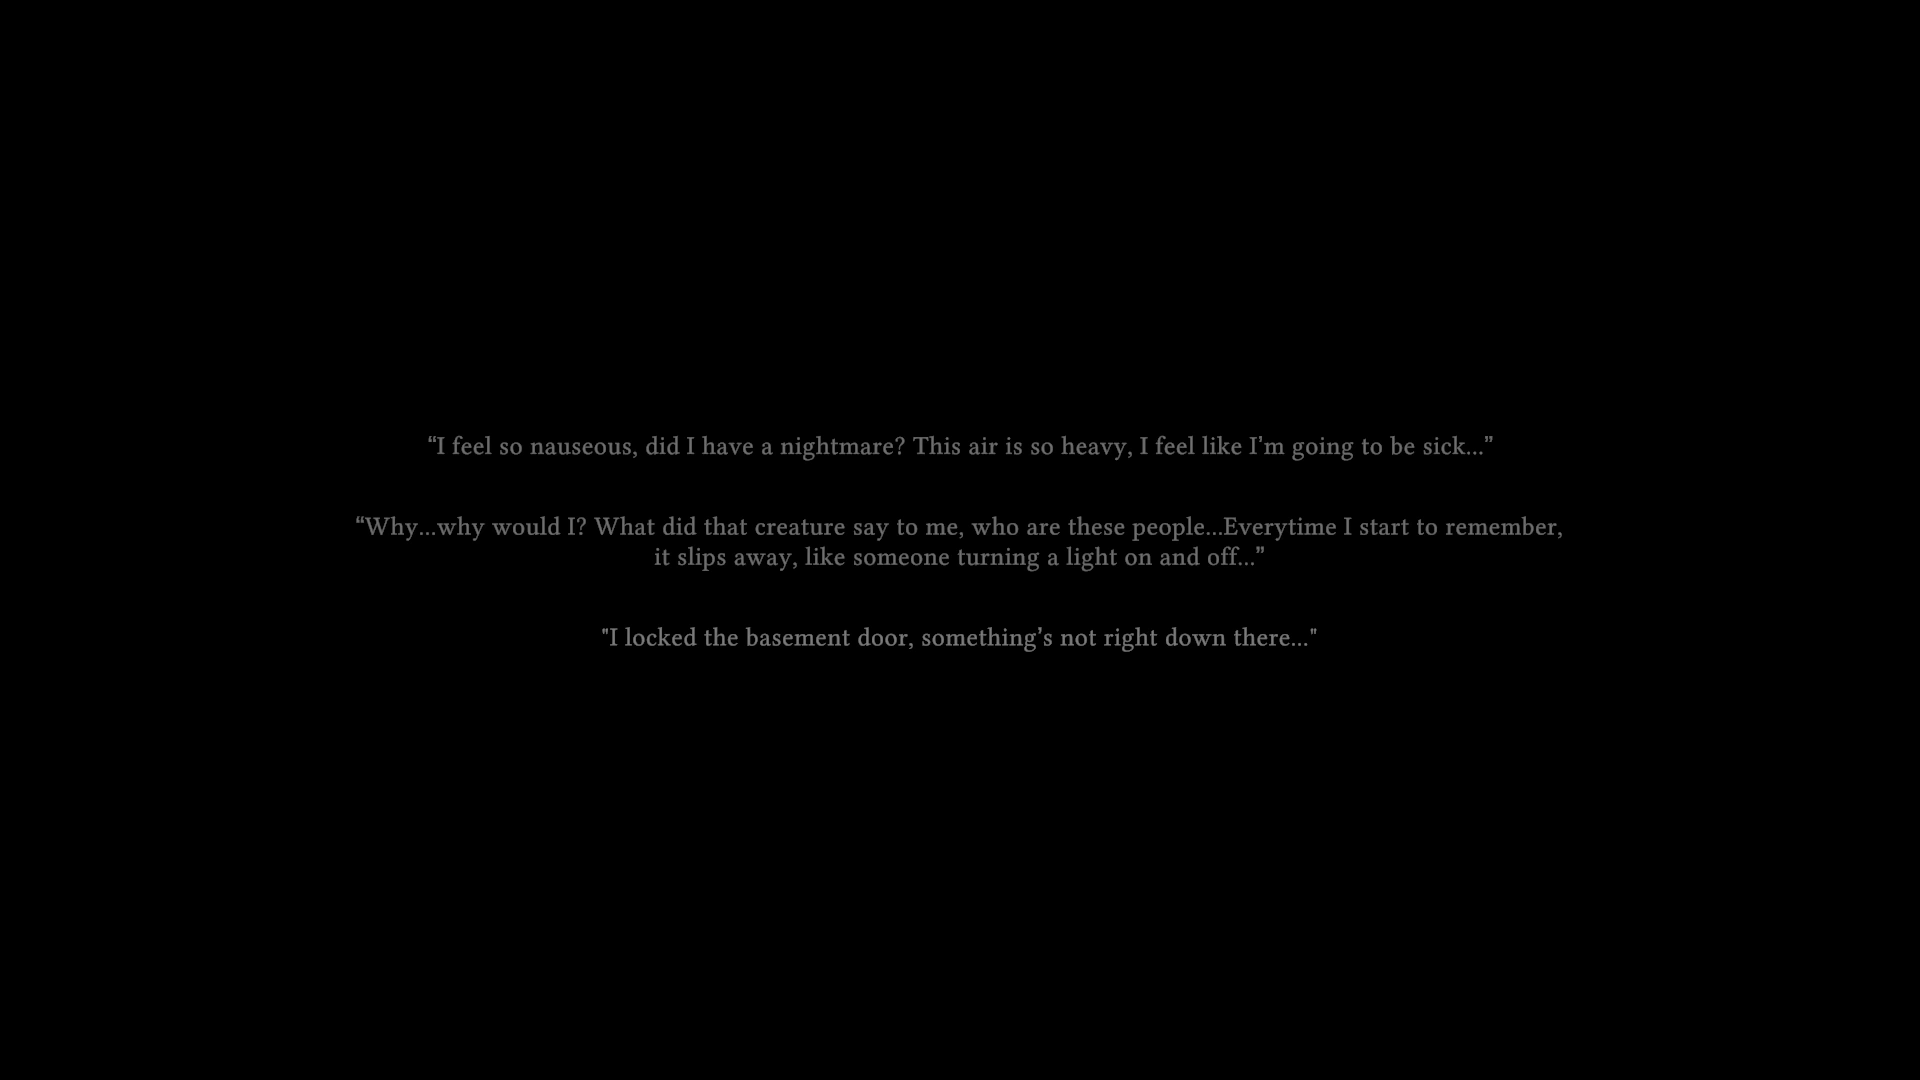 “I feel so nauseous, did I have a nightmare? This air is so heavy, I feel like I’m going to be sick...”
“Why...why would I? What did that creature say to me, who are these people...Everytime I start to remember,
it slips away, like someone turning a light on and off...”
"I locked the basement door, something’s not right down there..."